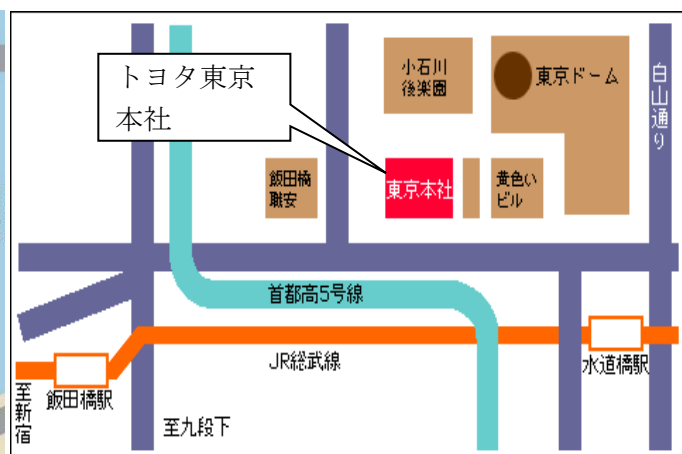 トヨタ東京
本社
小石川
後楽園
東京ドーム
白山通り
飯田橋
職安
東京本社
黄色い
ビル
首都高5号線
JR総武線
水道橋駅
飯田橋駅
至新宿
至九段下